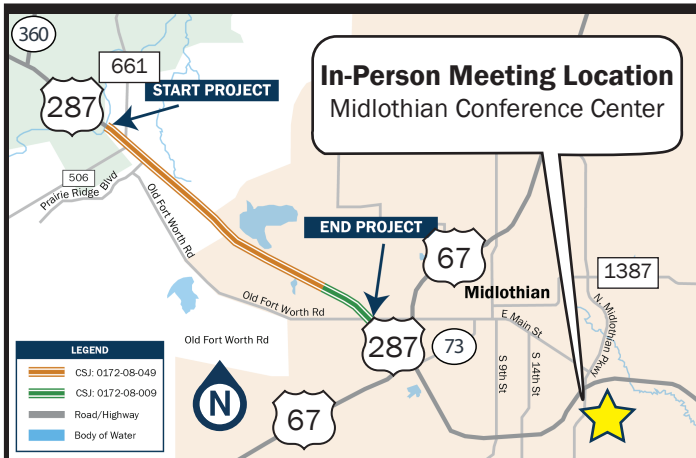 360
661
287
START PROJECT
In-Person Meeting Location
Midlothian Conference Center
506
Prairie Ridge Blvd
Old Fort Worth Rd
END PROJECT
67
1387
Midlothian
N. Midlothian Pkwy
Old Fort Worth Rd
E Main St
Old Fort Worth Rd
287
73
S 9th St
S 14th St
LEGEND
CSJ: 0172-08-049
CSJ: 0172-08-009
Road/Highway
Body of Water
N
67